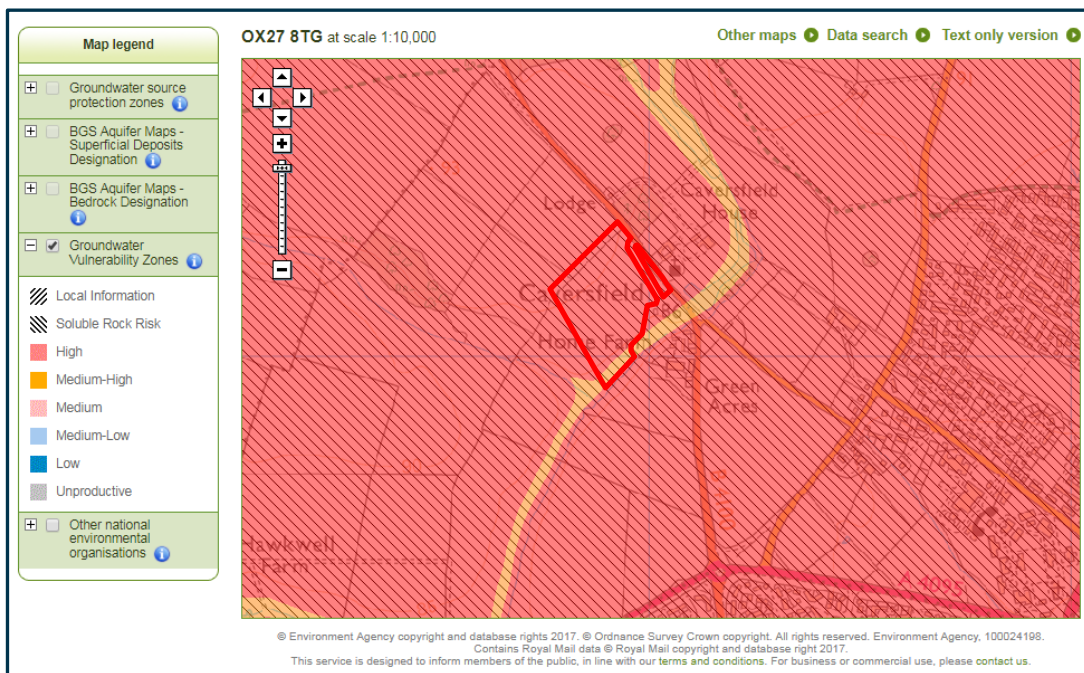 Map legend
OX27 8TG at scale 1:10,000
Other maps
Data search
Text only version
Groundwater source
protection zones
BGS Aquifer Maps -
Superficial Deposits
Designation
BGS Aquifer Maps -
Bedrock Designation
Groundwater
Vulnerability Zones
Local Information
Soluble Rock Risk
High
Medium-High
Medium
Medium-Low
Low
Unproductive
Other national
environmental
organisations
91
93
Caversfield
House
Lodge
Caversfield
86
Home Farm
Green
Acres
90
B 4100
Hawkwell
Farm
A 4095
85
© Environment Agency copyright and database rights 2017. © Ordnance Survey Crown copyright. All rights reserved. Environment Agency, 100024198.
Contains Royal Mail data © Royal Mail copyright and database right 2017.
This service is designed to inform members of the public, in line with our terms and conditions. For business or commercial use, please contact us.